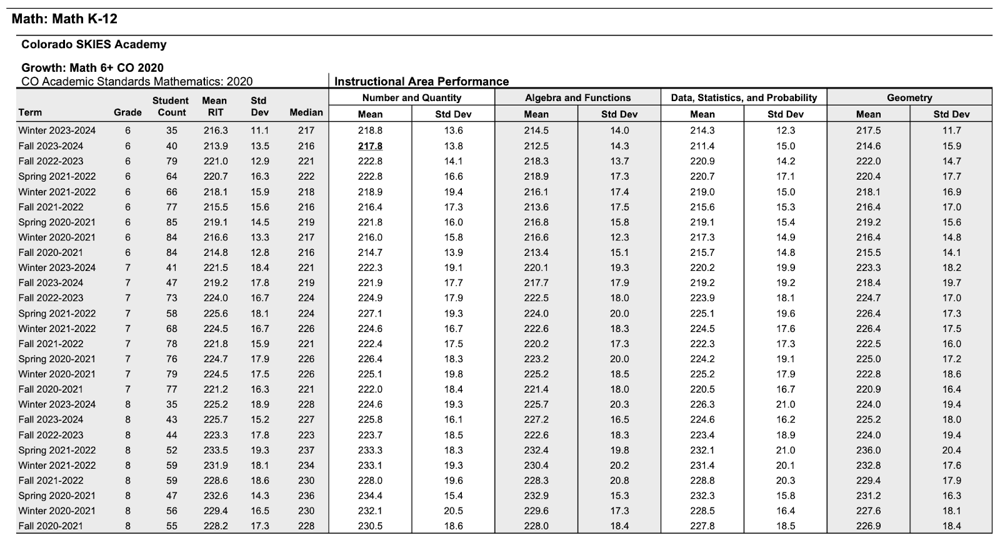 Math: Math K-12
Colorado SKIES Academy
Growth: Math 6+ CO 2020
CO Academic Standards Mathematics: 2020 Instructional Area Performance
Number and Quantity Algebra and Functions Data, Statistics, and Probability Geometry
Student Mean Std
Term Grade Count RIT Dev Median Mean Std Dev Mean Std Dev Mean Std Dev Mean Std Dev
Winter 2023-2024 6 35 216.3 11.1 217 218.8 13.6 214.5 14.0 214.3 12.3 217.5 11.7
Fall 2023-2024 6 40 213.9 13.5 216 217.8 13.8 212.5 14.3 211.4 15.0 214.6 15.9
Fall 2022-2023 6 79 221.0 12.9 221 222.8 14.1 218.3 13.7 220.9 14.2 222.0 14.7
Spring 2021-2022 6 64 220.7 16.3 222 222.8 16.6 218.9 17.3 220.7 17.1 220.4 17.7
Winter 2021-2022 6 66 218.1 15.9 218 218.9 19.4 216.1 17.4 219.0 15.0 218.1 16.9
Fall 2021-2022 6 77 215.5 15.6 216 216.4 17.3 213.6 17.5 215.6 15.3 216.4 17.0
Spring 2020-2021 6 85 219.1 14.5 219 221.8 16.0 216.8 15.8 219.1 15.4 219.2 15.6
Winter 2020-2021 6 84 216.6 13.3 217 216.0 15.8 216.6 12.3 217.3 14.9 216.4 14.8
Fall 2020-2021 6 84 214.8 12.8 216 214.7 13.9 213.4 15.1 215.7 14.8 215.5 14.1
Winter 2023-2024 7 41 221.5 18.4 221 222.3 19.1 220.1 19.3 220.2 19.9 223.3 18.2
Fall 2023-2024 7 47 219.2 17.8 219 221.9 17.7 217.7 17.9 219.2 19.2 218.4 19.7
Fall 2022-2023 7 73 224.0 16.7 224 224.9 17.9 222.5 18.0 223.9 18.1 224.7 17.0
Spring 2021-2022 7 58 225.6 18.1 224 227.1 19.3 224.0 20.0 225.1 19.6 226.4 17.3
Winter 2021-2022 7 68 224.5 16.7 226 224.6 16.7 222.6 18.3 224.5 17.6 226.4 17.5
Fall 2021-2022 7 78 221.8 15.9 221 222.4 17.5 220.2 17.3 222.3 17.3 222.5 16.0
Spring 2020-2021 7 76 224.7 17.9 226 226.4 18.3 223.2 20.0 224.2 19.1 225.0 17.2
Winter 2020-2021 7 79 224.5 17.5 226 225.1 19.8 225.2 18.5 225.2 17.9 222.8 18.6
Fall 2020-2021 7 77 221.2 16.3 221 222.0 18.4 221.4 18.0 220.5 16.7 220.9 16.4
Winter 2023-2024 8 35 225.2 18.9 228 224.6 19.3 225.7 20.3 226.3 21.0 224.0 19.4
Fall 2023-2024 8 43 225.7 15.2 227 225.8 16.1 227.2 16.5 224.6 16.2 225.2 18.0
Fall 2022-2023 8 44 223.3 17.8 223 223.7 18.5 222.6 18.3 223.4 18.9 224.0 19.4
Spring 2021-2022 8 52 233.5 19.3 237 233.3 18.3 232.4 19.8 232.1 21.0 236.0 20.4
Winter 2021-2022 8 59 231.9 18.1 234 233.1 19.3 230.4 20.2 231.4 20.1 232.8 17.6
Fall 2021-2022 8 59 228.6 18.6 230 228.0 19.6 228.3 20.8 228.8 20.3 229.4 17.9
Spring 2020-2021 8 47 232.6 14.3 236 234.4 15.4 232.9 15.3 232.3 15.8 231.2 16.3
Winter 2020-2021 8 56 229.4 16.5 230 232.1 20.5 229.6 17.3 228.5 16.4 227.6 18.1
Fall 2020-2021 8 55 228.2 17.3 228 230.5 18.6 228.0 18.4 227.8 18.5 226.9 18.4